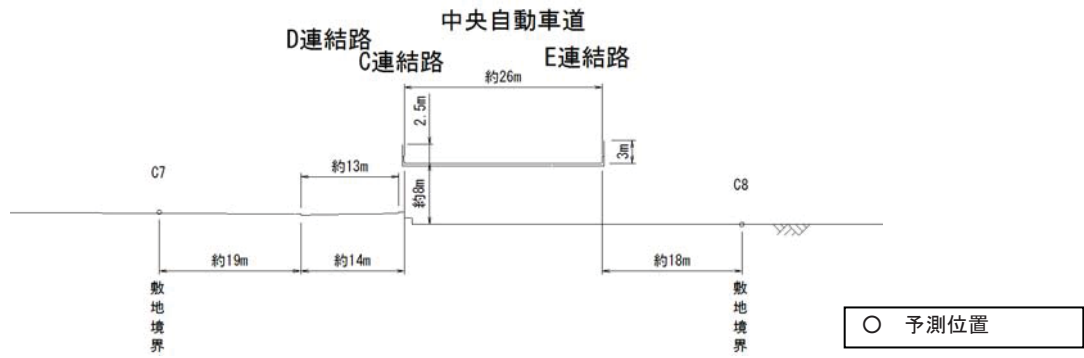 中央自動車道
D連結路
C連結路
E連結路
約26m
2.5m
3m
C7
約13m
約8m
C8
約19m
約14m
約18m
敷地境界
敷地境界
○ 予測位置